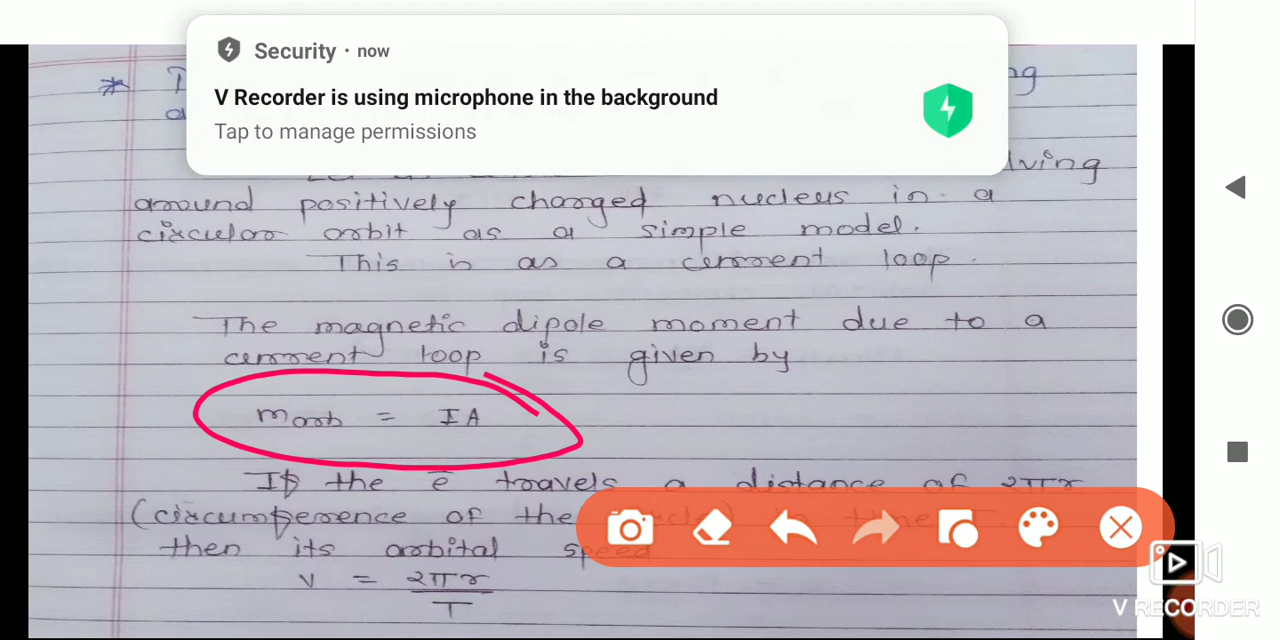 Security · now
V Recorder is using microphone in the background
Tap to manage permissions
around positively charged nucleus in a
circular orbit as a simple model.
This is as a current loop.
The magnetic dipole moment due to a
current loop is given by
morb = IA
If the e̅ travels a distance of 2πr
(circumference of the
then its orbital speed
v = 2πr
T
V RECORDER